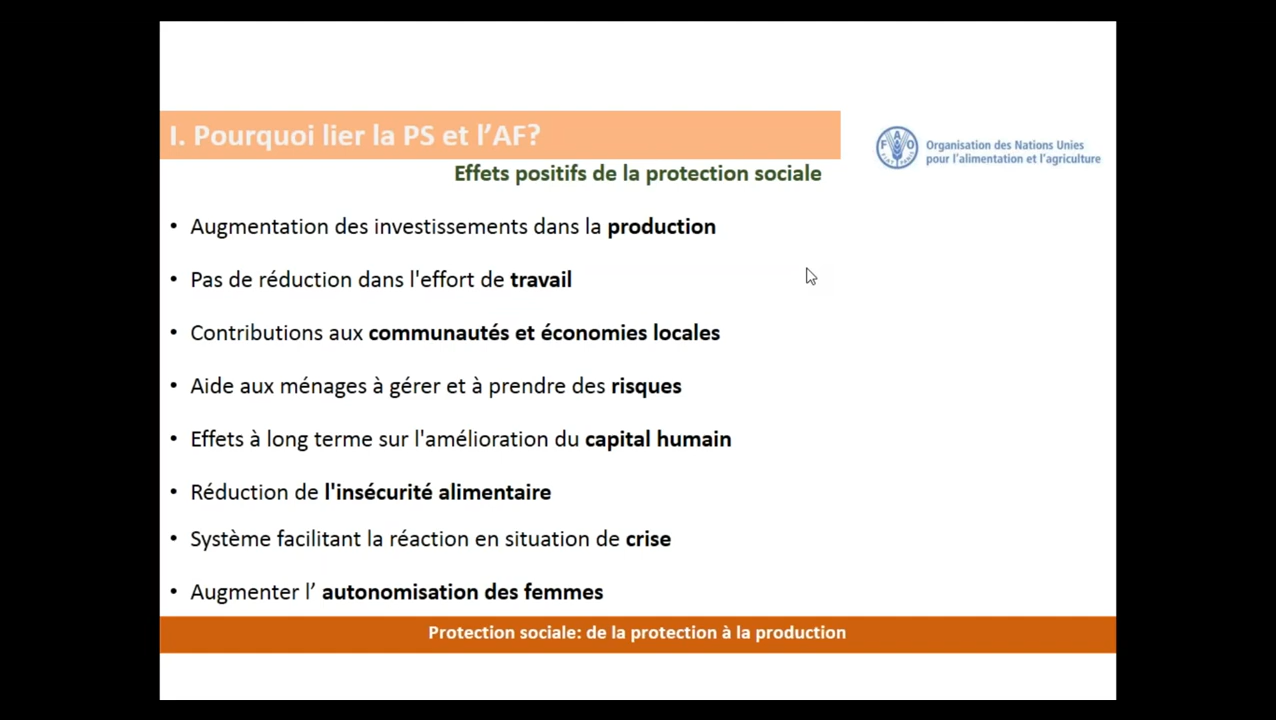 I. Pourquoi lier la PS et l’AF?
Effets positifs de la protection sociale
F A O
FIAT PANIS
Organisation des Nations Unies
pour l'alimentation et l'agriculture
• Augmentation des investissements dans la production
• Pas de réduction dans l'effort de travail
• Contributions aux communautés et économies locales
• Aide aux ménages à gérer et à prendre des risques
• Effets à long terme sur l'amélioration du capital humain
• Réduction de l'insécurité alimentaire
• Système facilitant la réaction en situation de crise
• Augmenter l’ autonomisation des femmes
Protection sociale: de la protection à la production